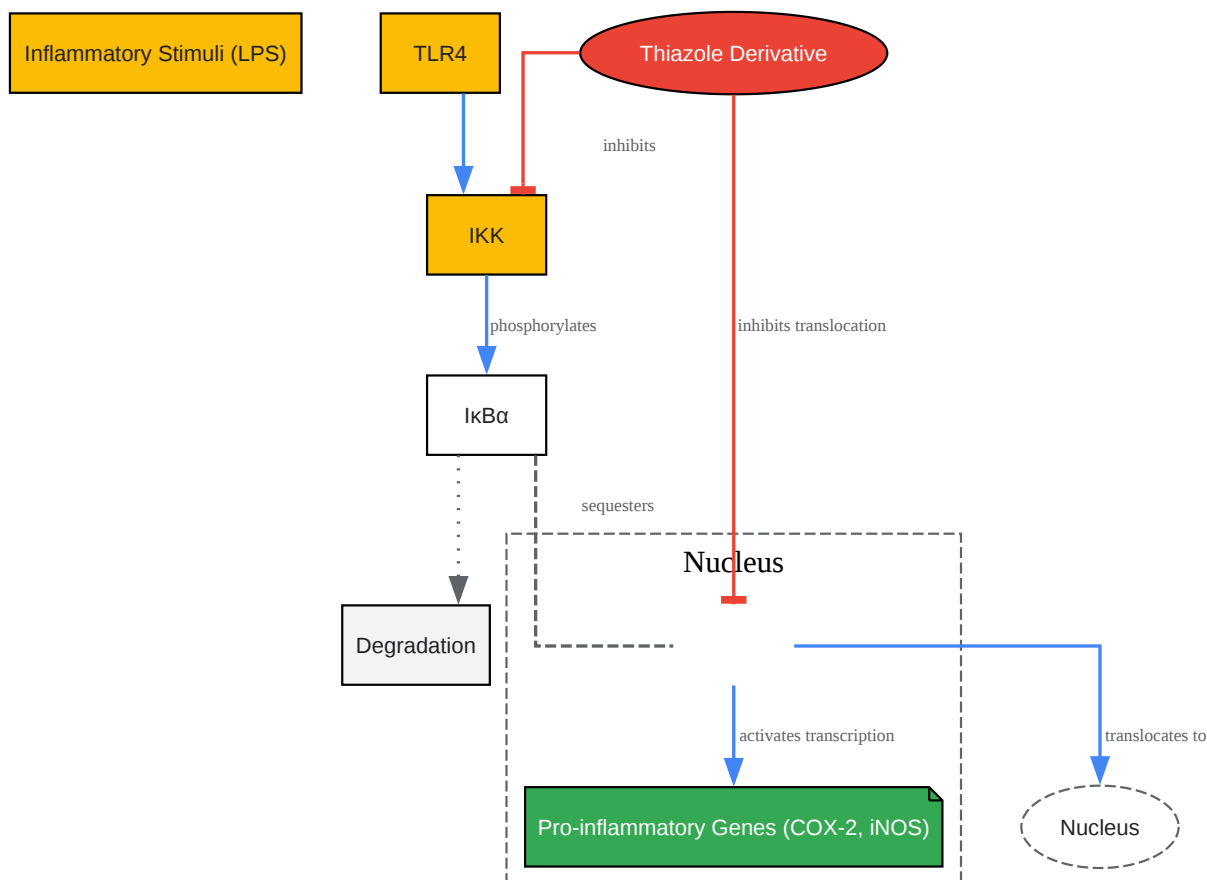 Inflammatory Stimuli (LPS)
TLR4
Thiazole Derivative
inhibits
IKK
phosphorylates
inhibits translocation
IκBα
sequesters
Nucleus
Degradation
activates transcription
translocates to
Pro-inflammatory Genes (COX-2, iNOS)
Nucleus